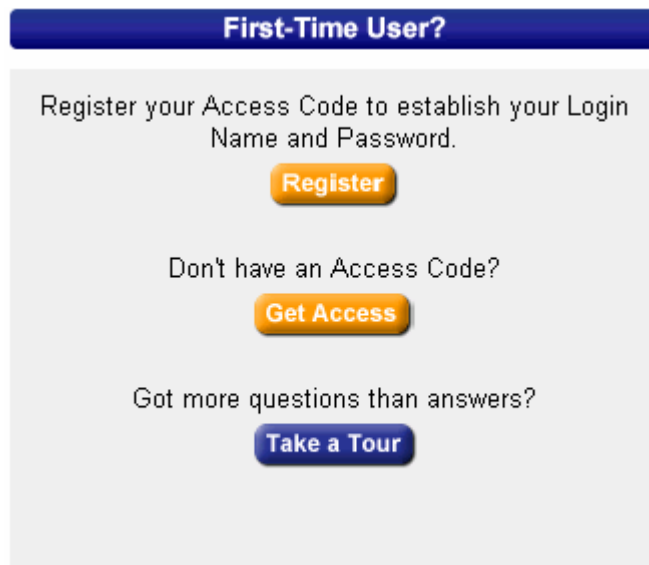 First-Time User?
Register your Access Code to establish your Login
Name and Password.
Register
Don't have an Access Code?
Get Access
Got more questions than answers?
Take a Tour